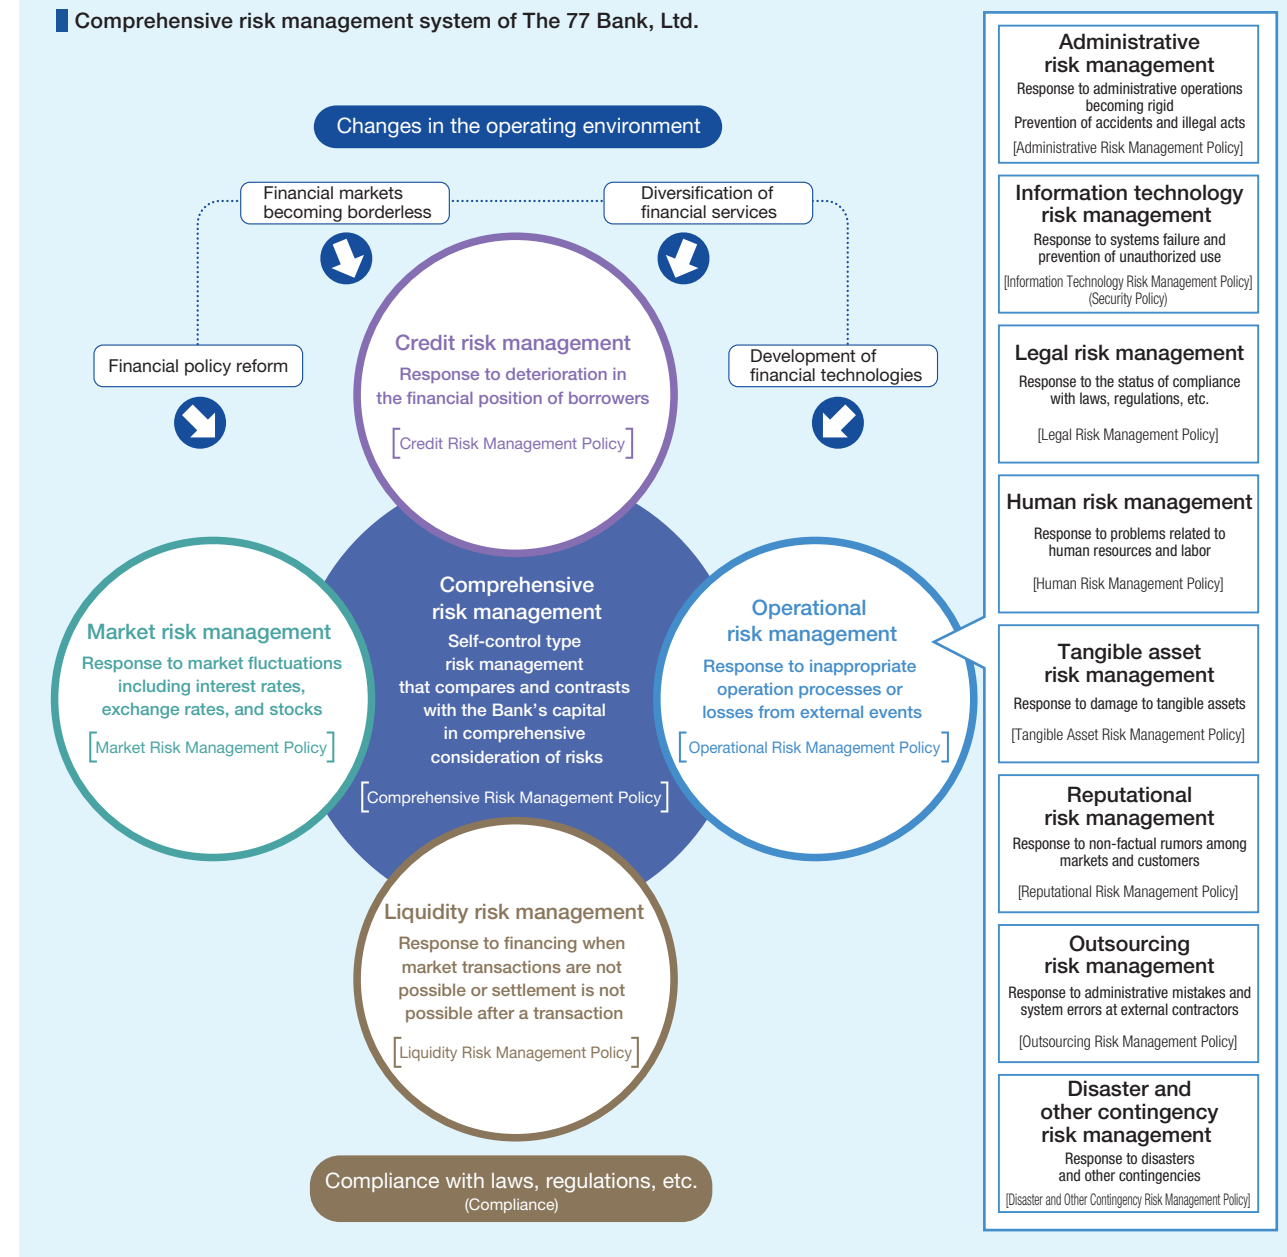 Comprehensive risk management system of The 77 Bank, Ltd.
Changes in the operating environment
Financial markets
becoming borderless
Diversification of
financial services
Financial policy reform
Development of
financial technologies
Credit risk management
Response to deterioration in
the financial position of borrowers
[Credit Risk Management Policy]
Market risk management
Response to market fluctuations
including interest rates,
exchange rates, and stocks
[Market Risk Management Policy]
Comprehensive
risk management
Self-control type
risk management
that compares and contrasts
with the Bank's capital
in comprehensive
consideration of risks
[Comprehensive Risk Management Policy]
Operational
risk management
Response to inappropriate
operation processes or
losses from external events
[Operational Risk Management Policy]
Liquidity risk management
Response to financing when
market transactions are not
possible or settlement is not
possible after a transaction
[Liquidity Risk Management Policy]
Compliance with laws, regulations, etc.
(Compliance)
Administrative
risk management
Response to administrative operations
becoming rigid
Prevention of accidents and illegal acts
[Administrative Risk Management Policy]
Information technology
risk management
Response to systems failure and
prevention of unauthorized use
[Information Technology Risk Management Policy]
(Security Policy)
Legal risk management
Response to the status of compliance
with laws, regulations, etc.
[Legal Risk Management Policy]
Human risk management
Response to problems related to
human resources and labor
[Human Risk Management Policy]
Tangible asset
risk management
Response to damage to tangible assets
[Tangible Asset Risk Management Policy]
Reputational
risk management
Response to non-factual rumors among
markets and customers
[Reputational Risk Management Policy]
Outsourcing
risk management
Response to administrative mistakes and
system errors at external contractors
[Outsourcing Risk Management Policy]
Disaster and
other contingency
risk management
Response to disasters
and other contingencies
[Disaster and Other Contingency Risk Management Policy]